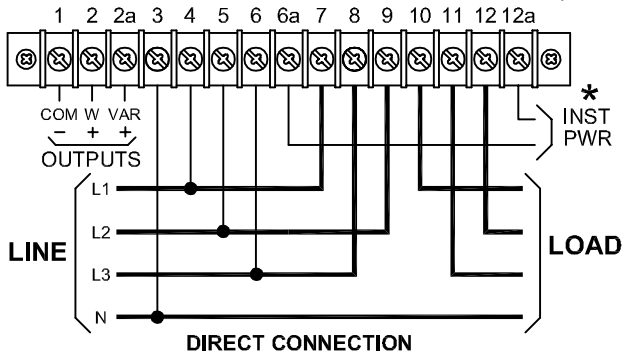 1 2 2a 3 4 5 6 6a 7 8 9 10 11 12 12a
COM W VAR
– + +
OUTPUTS
* INST
PWR
L1
L2
LINE LOAD
L3
N
DIRECT CONNECTION